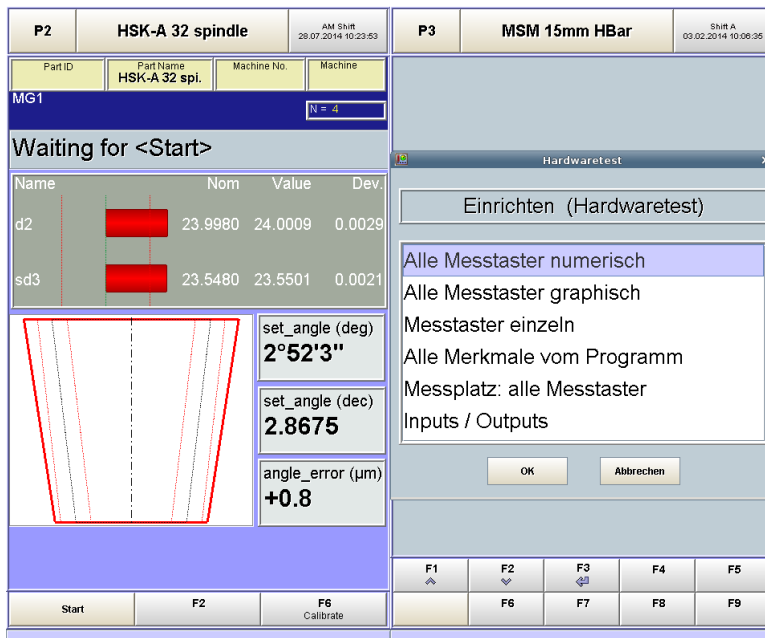 P2
HSK-A 32 spindle
AM Shift
28.07.2014 10:23:53
Part ID
Part Name
HSK-A 32 spi.
Machine No.
Machine
MG1
N = 4
Waiting for <Start>
Name Nom Value Dev.
d2 23.9980 24.0009 0.0029
sd3 23.5480 23.5501 0.0021
set_angle (deg)
2°52'3"
set_angle (dec)
2.8675
angle_error (µm)
+0.8
Start
F2
F6
Calibrate
P3
MSM 15mm HBar
Shift A
03.02.2014 10:06:35
Hardwaretest
Einrichten (Hardwaretest)
Alle Messtaster numerisch
Alle Messtaster graphisch
Messtaster einzeln
Alle Merkmale vom Programm
Messplatz: alle Messtaster
Inputs / Outputs
OK
Abbrechen
F1
F2
F3
F4
F5
F6
F7
F8
F9